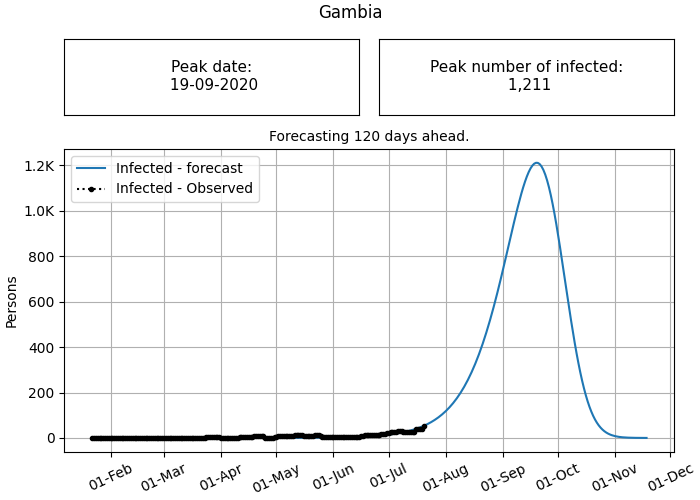 Gambia
Peak date:
19-09-2020
Peak number of infected:
1,211
Forecasting 120 days ahead.
Infected - forecast
Infected - Observed
Persons
1.2K
1.0K
800
600
400
200
0
01-Feb
01-Mar
01-Apr
01-May
01-Jun
01-Jul
01-Aug
01-Sep
01-Oct
01-Nov
01-Dec